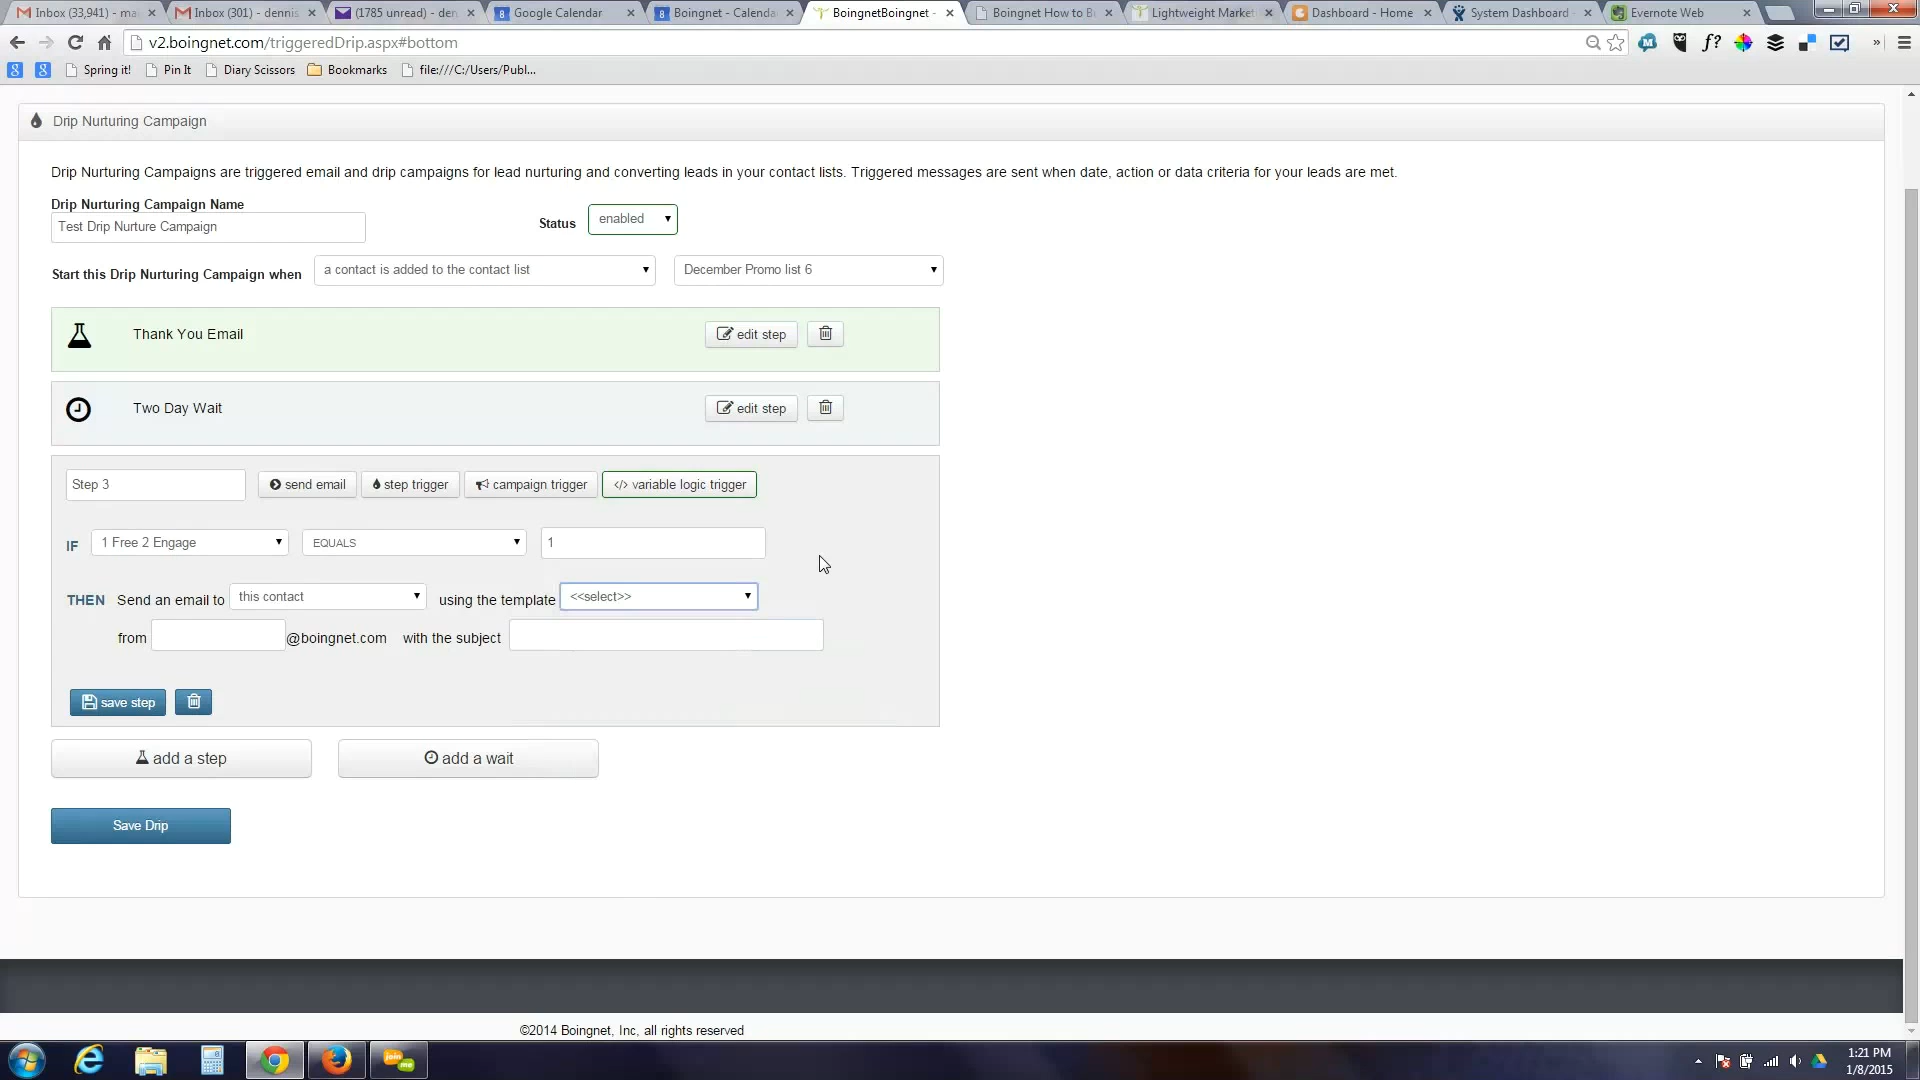 Inbox (33,941) - ma
Inbox (301) - dennis
(1785 unread) - den
Google Calendar
Boingnet - Calenda
BoingnetBoingnet -
Boingnet How to B
Lightweight Market
Dashboard - Home
System Dashboard
Evernote Web
v2.boingnet.com/triggeredDrip.aspx#bottom
Spring it!
Pin It
Diary Scissors
Bookmarks
file:///C:/Users/Publ...
Drip Nurturing Campaign
Drip Nurturing Campaigns are triggered email and drip campaigns for lead nurturing and converting leads in your contact lists. Triggered messages are sent when date, action or data criteria for your leads are met.
Drip Nurturing Campaign Name
Test Drip Nurture Campaign
Status
enabled
Start this Drip Nurturing Campaign when
a contact is added to the contact list
December Promo list 6
Thank You Email
edit step
Two Day Wait
edit step
Step 3
send email
step trigger
campaign trigger
</> variable logic trigger
IF
1 Free 2 Engage
EQUALS
1
THEN Send an email to
this contact
using the template
<<select>>
from
@boingnet.com
with the subject
save step
add a step
add a wait
Save Drip
©2014 Boingnet, Inc, all rights reserved
1:21 PM
1/8/2015